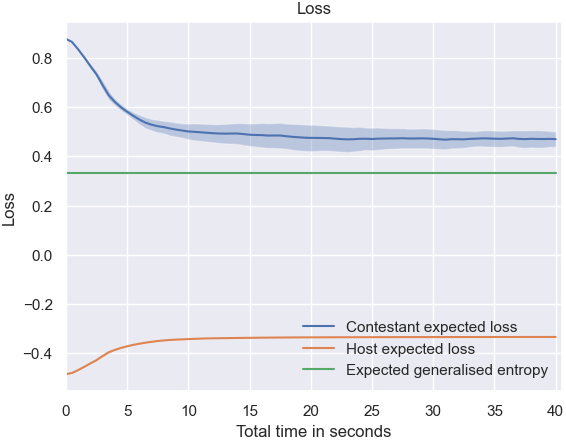 Loss
0.8
0.6
0.4
0.2
0.0
−0.2
−0.4
Loss
Contestant expected loss
Host expected loss
Expected generalised entropy
0 5 10 15 20 25 30 35 40
Total time in seconds